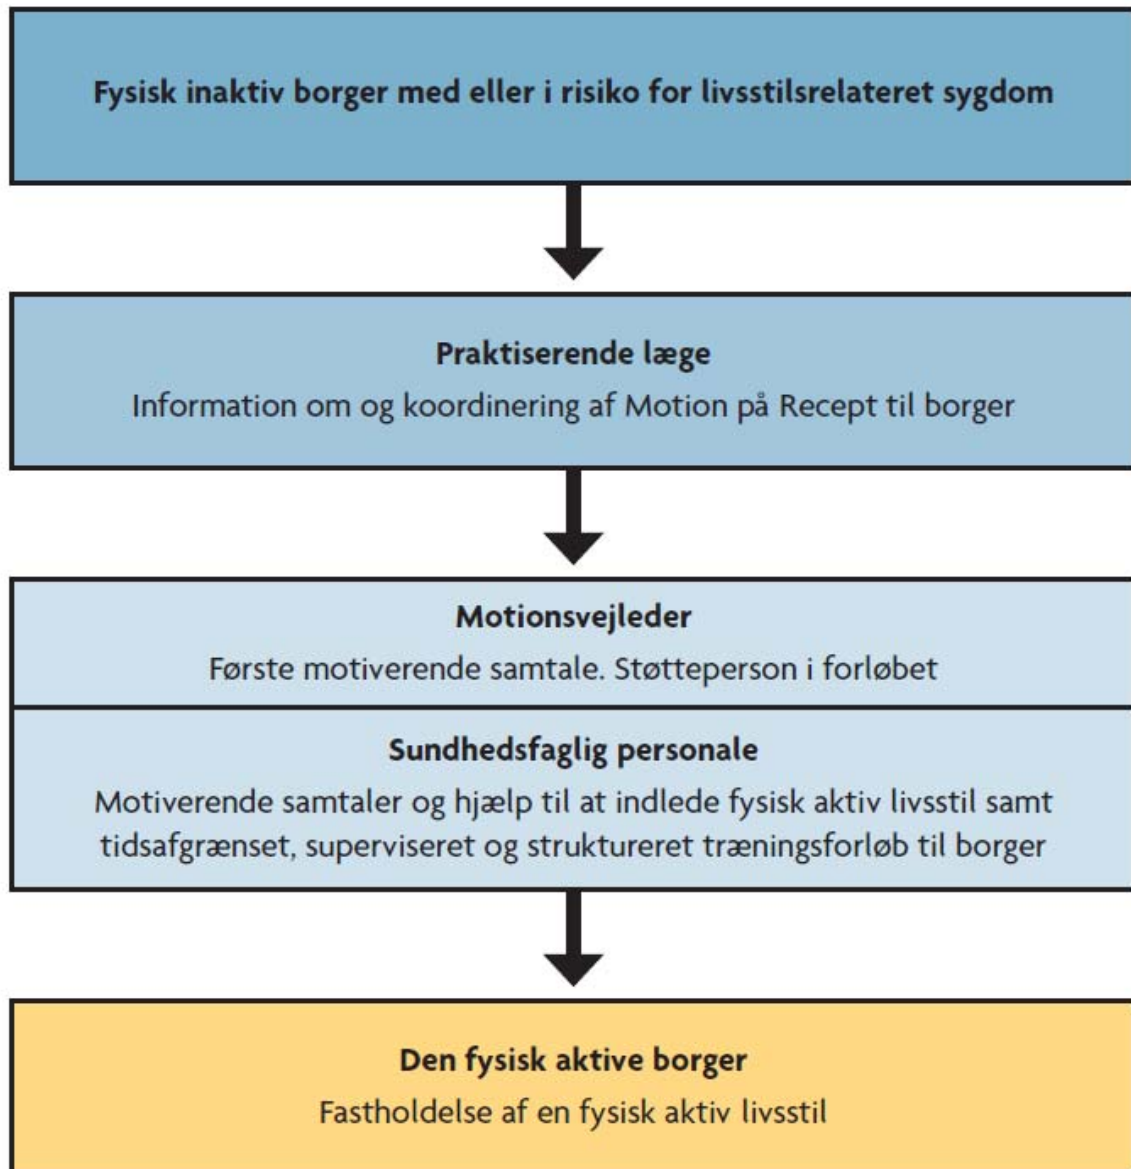 Fysisk inaktiv borger med eller i risiko for livsstilsrelateret sygdom
Praktiserende læge
Information om og koordinering af Motion på Recept til borger
Motionsvejleder
Første motiverende samtale. Støtteperson i forløbet
Sundhedsfaglig personale
Motiverende samtaler og hjælp til at indlede fysisk aktiv livsstil samt
tidsafgrænset, superviseret og struktureret træningsforløb til borger
Den fysisk aktive borger
Fastholdelse af en fysisk aktiv livsstil